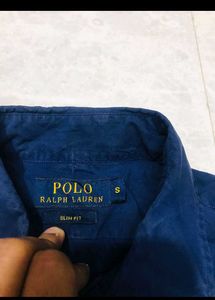 POLO
RALPH LAUREN
S
SLIM FIT